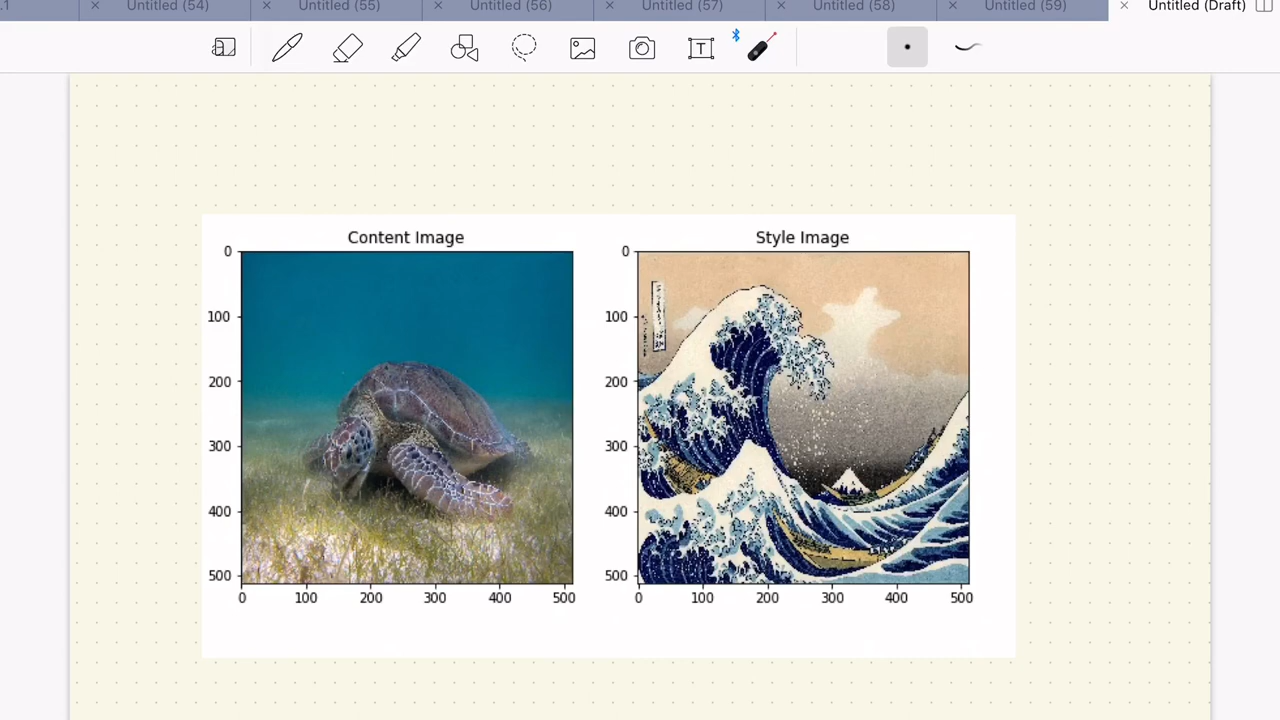 .1 × Untitled (54) × Untitled (55) × Untitled (56) × Untitled (57) × Untitled (58) × Untitled (59) × Untitled (Draft)
T
Content Image
Style Image
0
100
200
300
400
500
0 100 200 300 400 500
0
100
200
300
400
500
0 100 200 300 400 500